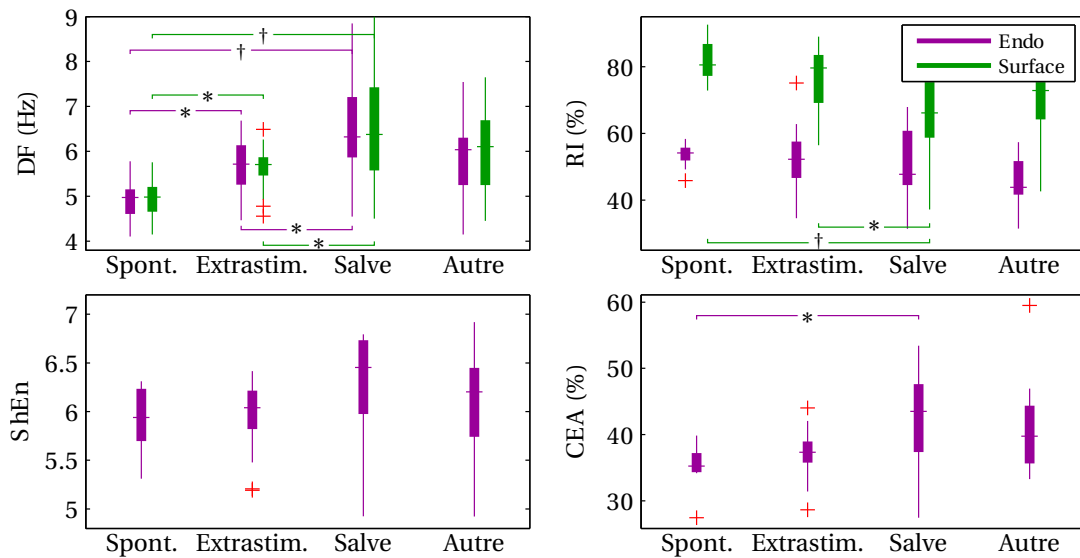 DF (Hz)
9
8
7
6
5
4
†
†
*
*
*
*
Spont. Extrastim. Salve Autre
RI (%)
80
60
40
Endo
Surface
*
†
Spont. Extrastim. Salve Autre
ShEn
7
6.5
6
5.5
5
Spont. Extrastim. Salve Autre
CEA (%)
60
50
40
30
*
Spont. Extrastim. Salve Autre